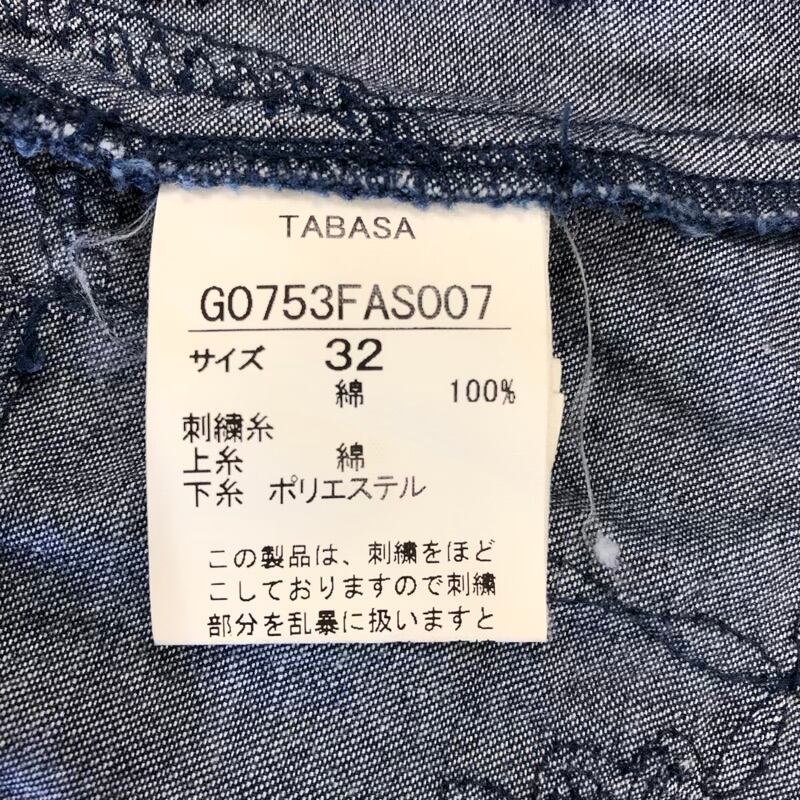 TABASA
G0753FAS007
サイズ 32
綿 100%
刺繍糸
上糸 綿
下糸 ポリエステル
この製品は、刺繍をほど
こしておりますので刺繍
部分を乱暴に扱いますと